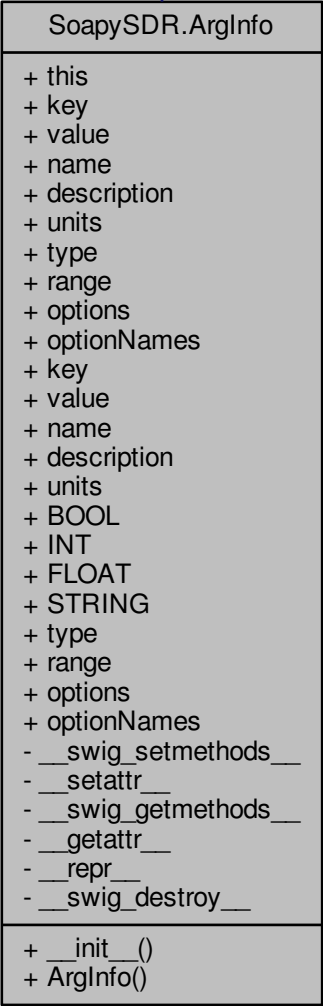 SoapySDR.ArgInfo
+ this
+ key
+ value
+ name
+ description
+ units
+ type
+ range
+ options
+ optionNames
+ key
+ value
+ name
+ description
+ units
+ BOOL
+ INT
+ FLOAT
+ STRING
+ type
+ range
+ options
+ optionNames
- __swig_setmethods__
- __setattr__
- __swig_getmethods__
- __getattr__
- __repr__
- __swig_destroy__
+ __init__()
+ ArgInfo()